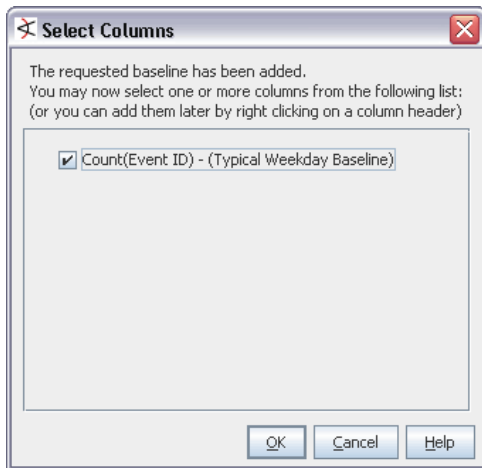 Select Columns
The requested baseline has been added.
You may now select one or more columns from the following list:
(or you can add them later by right clicking on a column header)
Count(Event ID) - (Typical Weekday Baseline)
OK Cancel Help